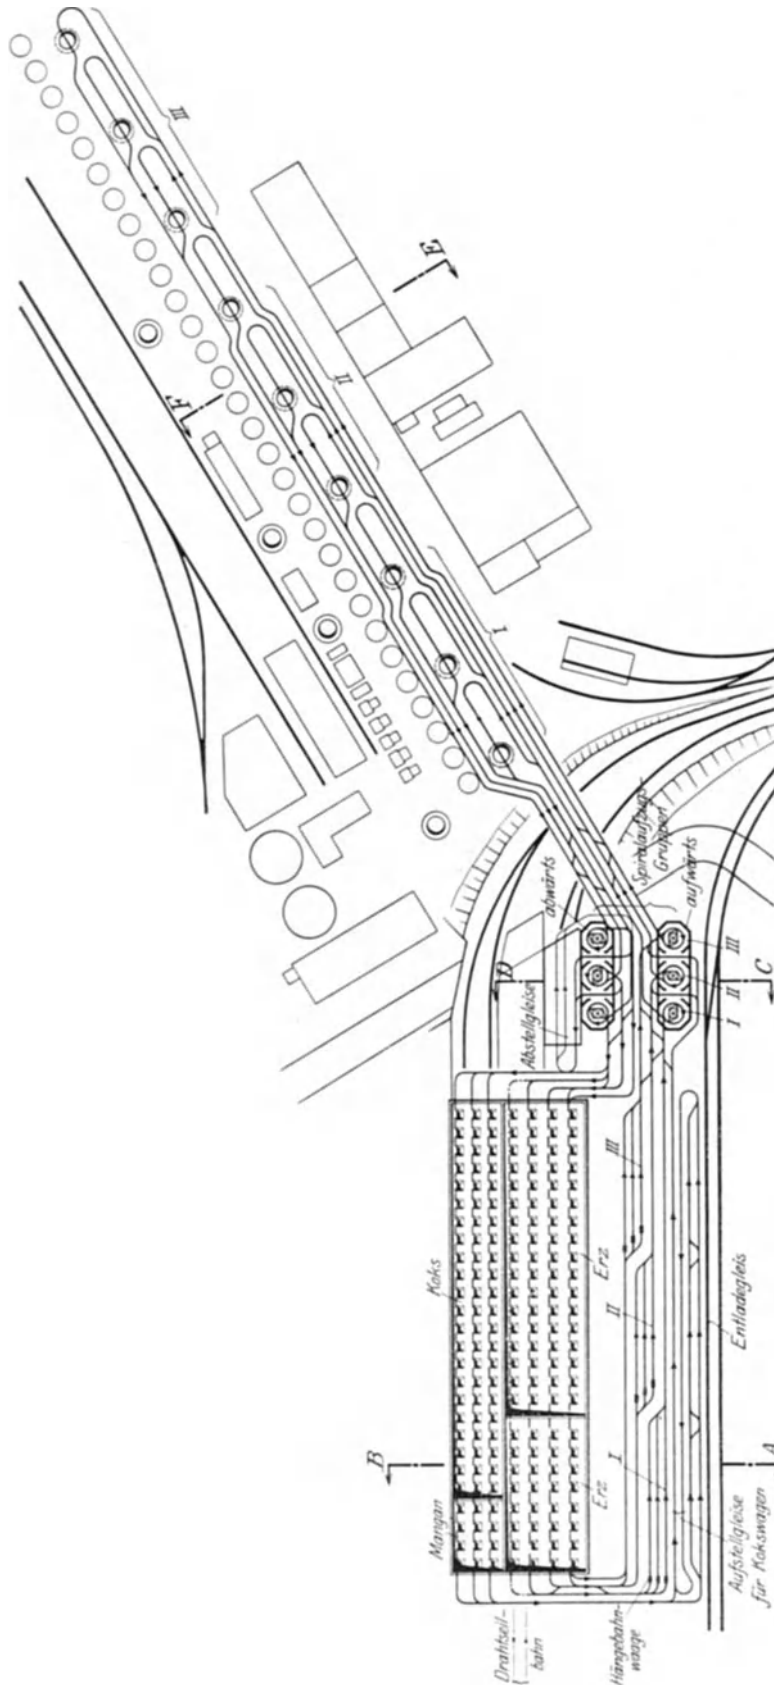 III
E
II
F
I
Spiralaufzugs-
Gruppen
abwärts
aufwärts
D
C
III
II
I
Abstellgleise
III
Koks
Erz
II
Entladegleis
B
A
I
Mangan
Erz
Aufstellgleise
für Kokswagen
Hängebahn-
waage
Drahtseil-
bahn